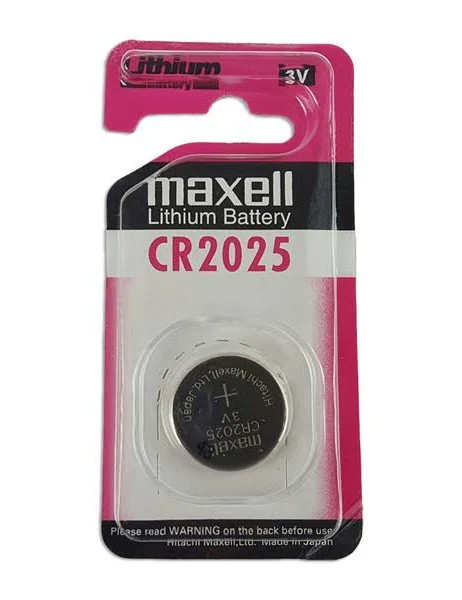 Lithium
Battery
3V
maxell
Lithium Battery
CR2025
Hitachi Maxell,Ltd.Japan
+
3V
CR2025
maxell
Please read WARNING on the back before use
Hitachi Maxell,Ltd. Made in Japan